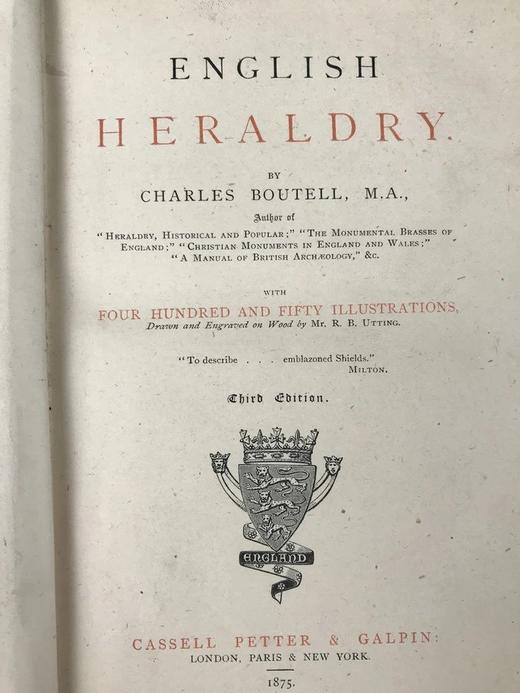 ENGLISH
HERALDRY.
BY
CHARLES BOUTELL, M.A.,
Author of
"HERALDRY, HISTORICAL AND POPULAR;" "THE MONUMENTAL BRASSES OF
ENGLAND;" "CHRISTIAN MONUMENTS IN ENGLAND AND WALES;"
"A MANUAL OF BRITISH ARCHÆOLOGY," &c.
WITH
FOUR HUNDRED AND FIFTY ILLUSTRATIONS,
Drawn and Engraved on Wood by MR. R. B. UTTING.
"To describe . . . emblazoned Shields."
MILTON.
Third Edition.
ENGLAND
CASSELL PETTER & GALPIN:
LONDON, PARIS & NEW YORK.
1875.